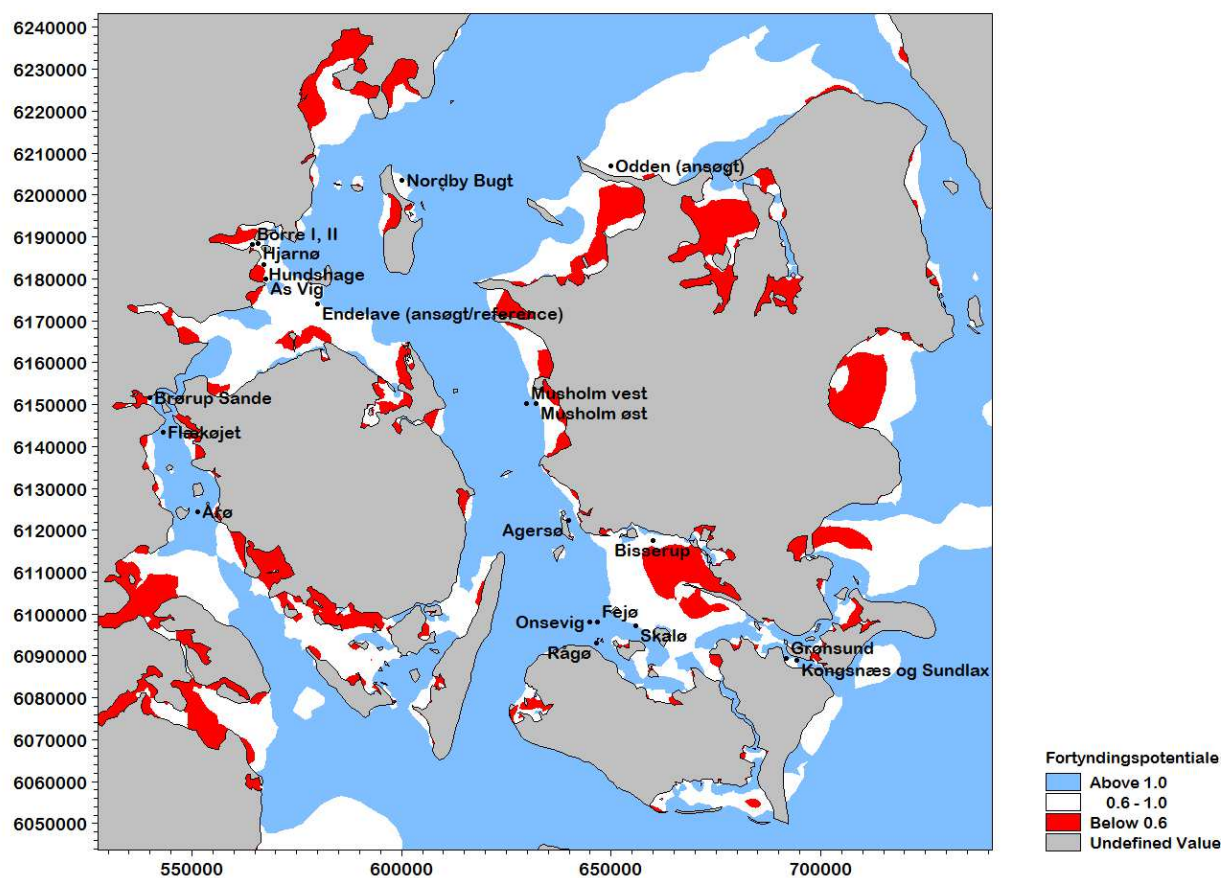 6240000
6230000
6220000
6210000
6200000
6190000
6180000
6170000
6160000
6150000
6140000
6130000
6120000
6110000
6100000
6090000
6080000
6070000
6060000
6050000
Odden (ansøgt)
Nordby Bugt
Borre I, II
Hjarnø
Hundshage
As Vig
Endelave (ansøgt/reference)
Brørup Sande
Musholm vest
Musholm øst
Flækøjet
Årø
Agersø
Bisserup
Fejø
Onsevig
Skalø
Rågø
Grønsund
Kongsnæs og Sundlax
550000
600000
650000
700000
Fortyndingspotentiale
Above 1.0
0.6 - 1.0
Below 0.6
Undefined Value